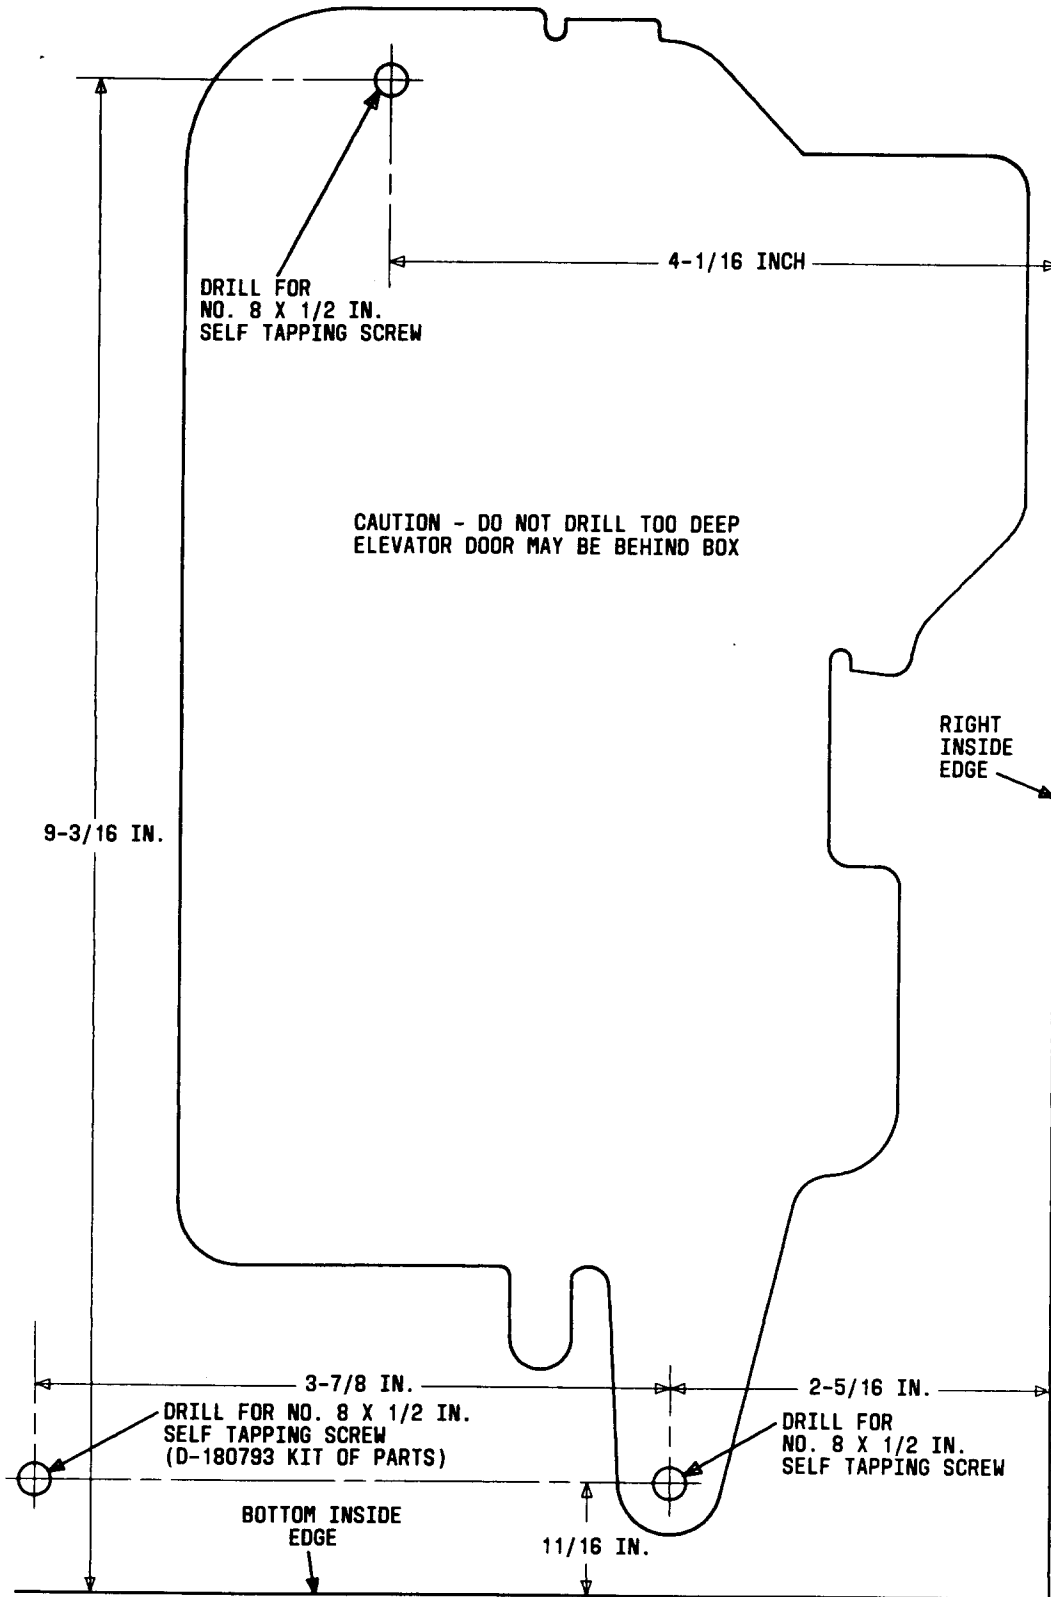 4-1/16 INCH
DRILL FOR
NO. 8 X 1/2 IN.
SELF TAPPING SCREW
CAUTION - DO NOT DRILL TOO DEEP
ELEVATOR DOOR MAY BE BEHIND BOX
RIGHT
INSIDE
EDGE
9-3/16 IN.
3-7/8 IN.
2-5/16 IN.
DRILL FOR NO. 8 X 1/2 IN.
SELF TAPPING SCREW
(D-180793 KIT OF PARTS)
DRILL FOR
NO. 8 X 1/2 IN.
SELF TAPPING SCREW
BOTTOM INSIDE
EDGE
11/16 IN.